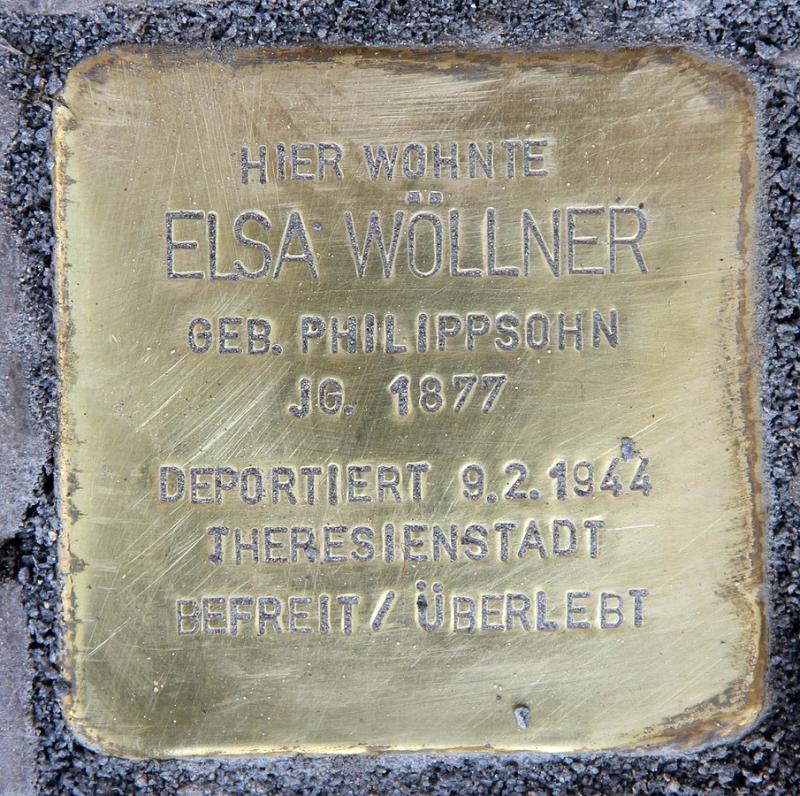 HIER WOHNTE
ELSA WÖLLNER
GEB. PHILIPPSOHN
JG. 1877
DEPORTIERT 9.2.1944
THERESIENSTADT
BEFREIT / ÜBERLEBT